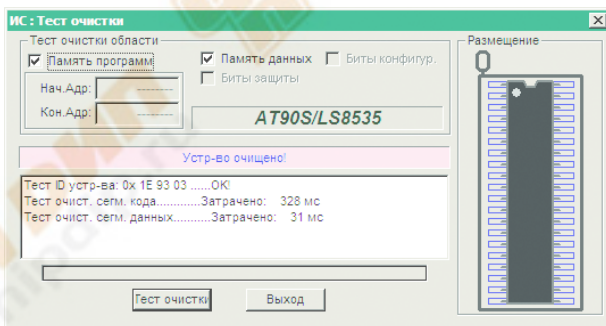 ИС : Тест очистки
Тест очистки области
Размещение
Память программ
Память данных
Биты конфигур.
Биты защиты
Нач.Адр: --------
Кон.Адр: --------
AT90S/LS8535
Устр-во очищено!
Тест ID устр-ва: 0x 1E 93 03 ......OK!
Тест очист. сегм. кода............Затрачено: 328 мс
Тест очист. сегм. данных..........Затрачено: 31 мс
Тест очистки
Выход